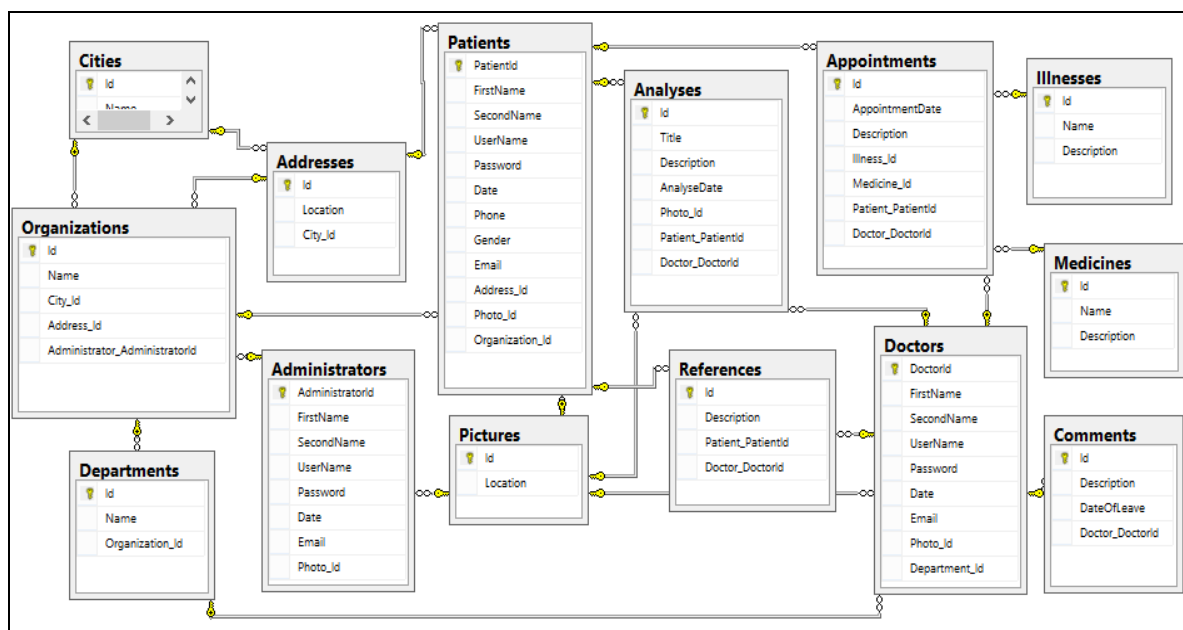 Cities
Id
Name
Organizations
Id
Name
City_Id
Address_Id
Administrator_AdministratorId
Departments
Id
Name
Organization_Id
Addresses
Id
Location
City_Id
Administrators
AdministratorId
FirstName
SecondName
UserName
Password
Date
Email
Photo_Id
Patients
PatientId
FirstName
SecondName
UserName
Password
Date
Phone
Gender
Email
Address_Id
Photo_Id
Organization_Id
Pictures
Id
Location
Analyses
Id
Title
Description
AnalyseDate
Photo_Id
Patient_PatientId
Doctor_DoctorId
References
Id
Description
Patient_PatientId
Doctor_DoctorId
Appointments
Id
AppointmentDate
Description
Illness_Id
Medicine_Id
Patient_PatientId
Doctor_DoctorId
Doctors
DoctorId
FirstName
SecondName
UserName
Password
Date
Email
Photo_Id
Department_Id
Illnesses
Id
Name
Description
Medicines
Id
Name
Description
Comments
Id
Description
DateOfLeave
Doctor_DoctorId